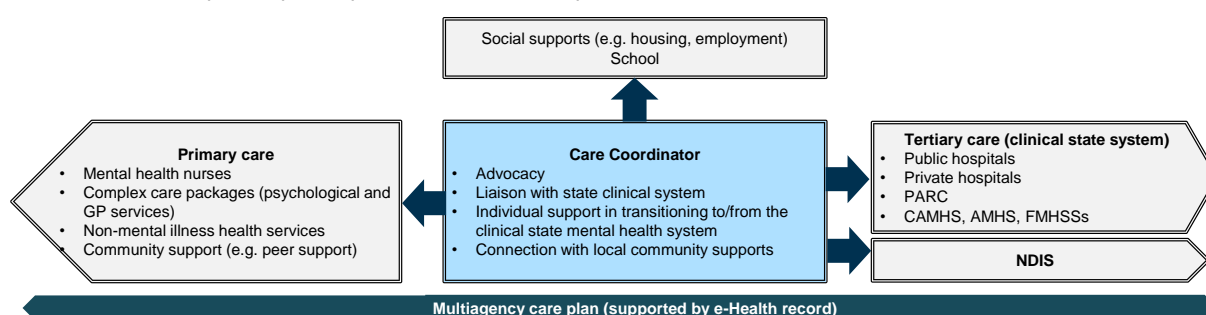 Social supports (e.g. housing, employment)
School
Primary care
• Mental health nurses
• Complex care packages (psychological and
GP services)
• Non-mental illness health services
• Community support (e.g. peer support)
Care Coordinator
• Advocacy
• Liaison with state clinical system
• Individual support in transitioning to/from the
clinical state mental health system
• Connection with local community supports
Tertiary care (clinical state system)
• Public hospitals
• Private hospitals
• PARC
• CAMHS, AMHS, FMHSSs
NDIS
Multiagency care plan (supported by e-Health record)